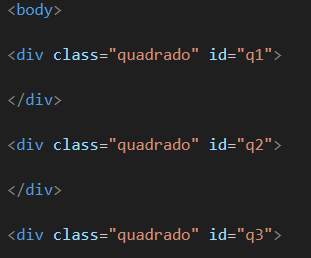 <body>
<div class="quadrado" id="q1">
</div>
<div class="quadrado" id="q2">
</div>
<div class="quadrado" id="q3">